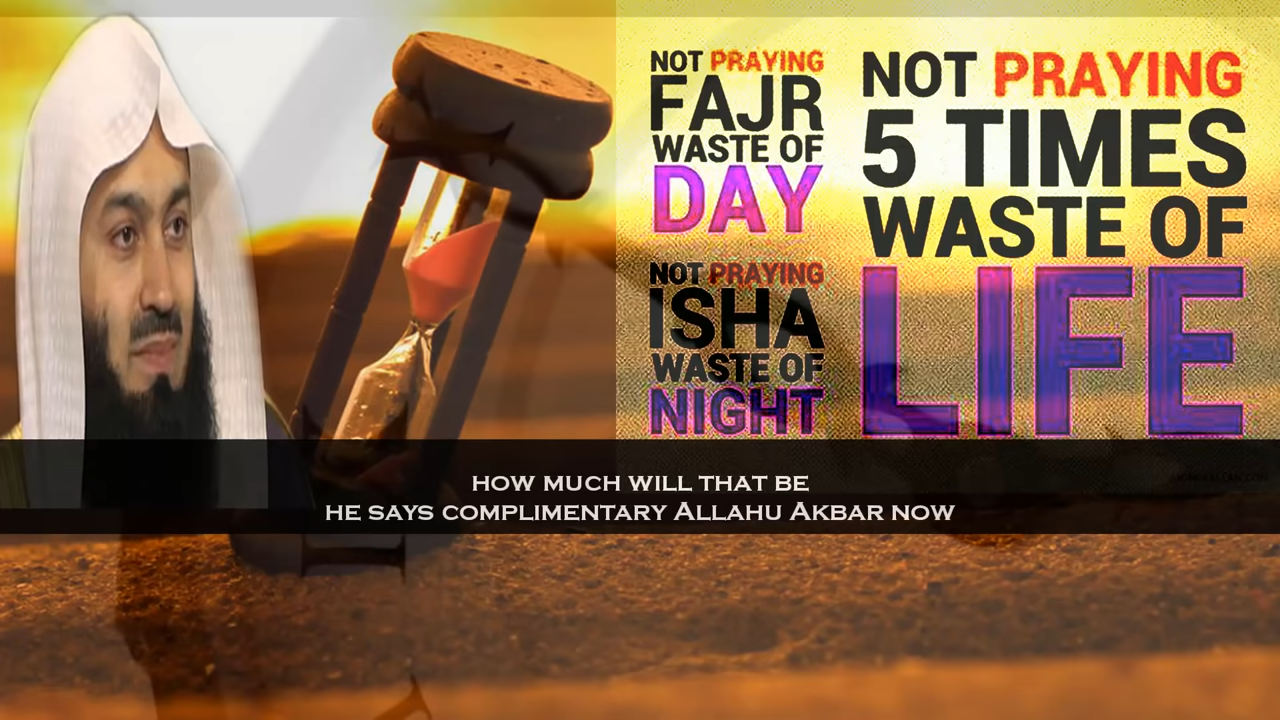 NOT PRAYING
FAJR
WASTE OF
DAY
NOT PRAYING
ISHA
WASTE OF
NIGHT
NOT PRAYING
5 TIMES
WASTE OF
LIFE
HOW MUCH WILL THAT BE
HE SAYS COMPLIMENTARY ALLAHU AKBAR NOW